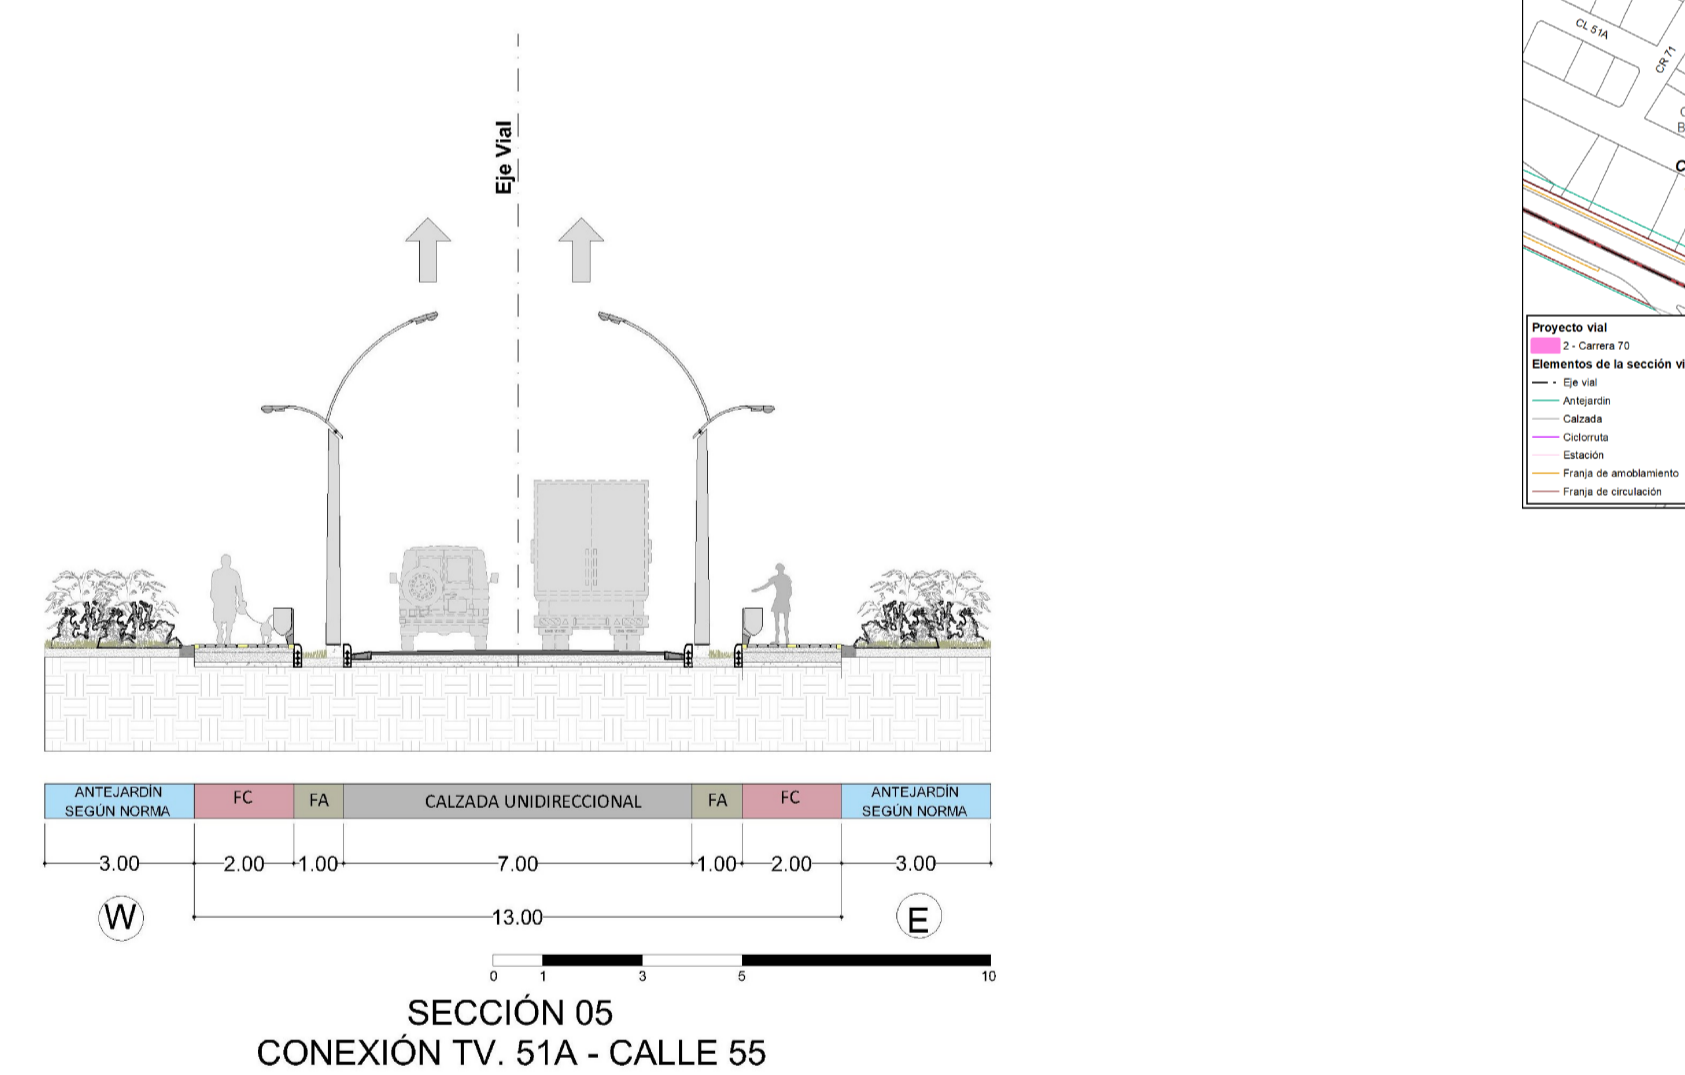 Eje Vial
ANTEJARDÍN
SEGÚN NORMA
FC
FA
CALZADA UNIDIRECCIONAL
FA
FC
ANTEJARDÍN
SEGÚN NORMA
3.00
2.00
1.00
7.00
1.00
2.00
3.00
W
13.00
E
0
1
3
5
10
SECCIÓN 05
CONEXIÓN TV. 51A - CALLE 55
CL 51A
CR 71
Proyecto vial
2 - Carrera 70
Elementos de la sección vi
Eje vial
Antejardin
Calzada
Ciclorruta
Estación
Franja de amoblamiento
Franja de circulación